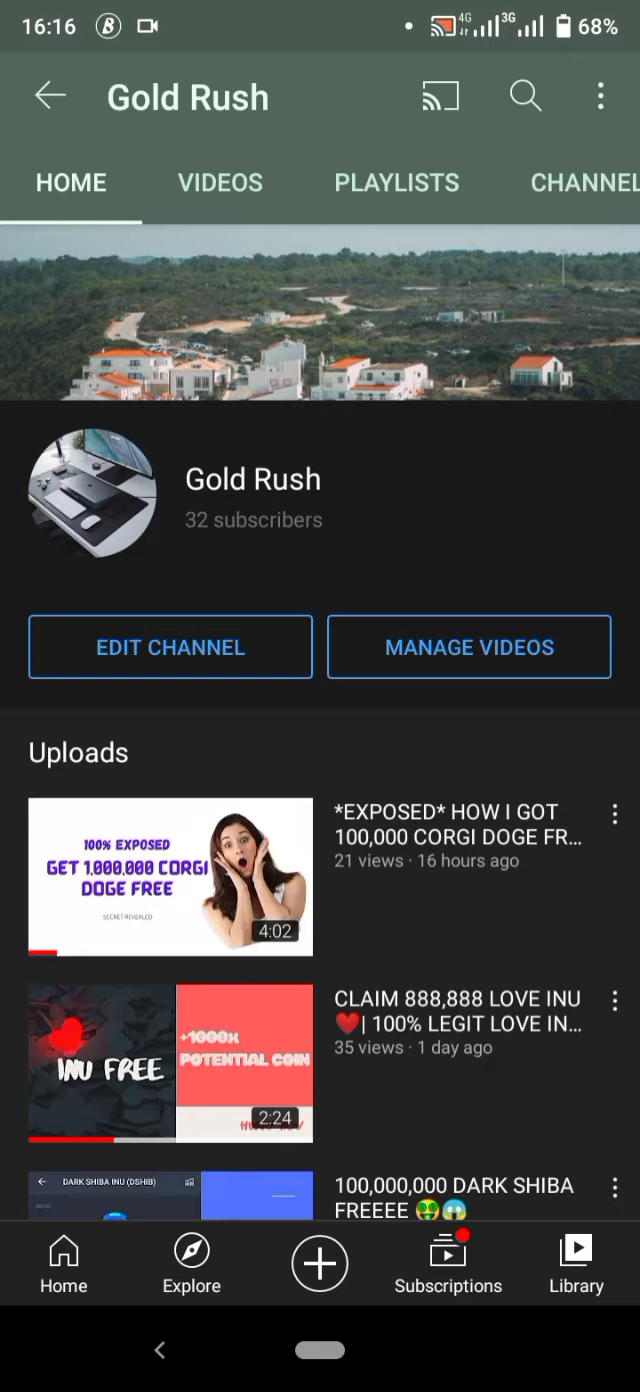 16:16
4G
3G
68%
Gold Rush
HOME VIDEOS PLAYLISTS CHANNEL
Gold Rush
32 subscribers
EDIT CHANNEL MANAGE VIDEOS
Uploads
100% EXPOSED
GET 1,000,000 CORGI
DOGE FREE
SECRET REVEALED
4:02
*EXPOSED* HOW I GOT
100,000 CORGI DOGE FR...
21 views · 16 hours ago
INU FREE
+1000X
POTENTIAL COIN
2:24
CLAIM 888,888 LOVE INU
❤️| 100% LEGIT LOVE IN...
35 views · 1 day ago
DARK SHIBA INU (DSHIB)
100,000,000 DARK SHIBA
FREEEE 🤑😱
Home Explore Subscriptions Library